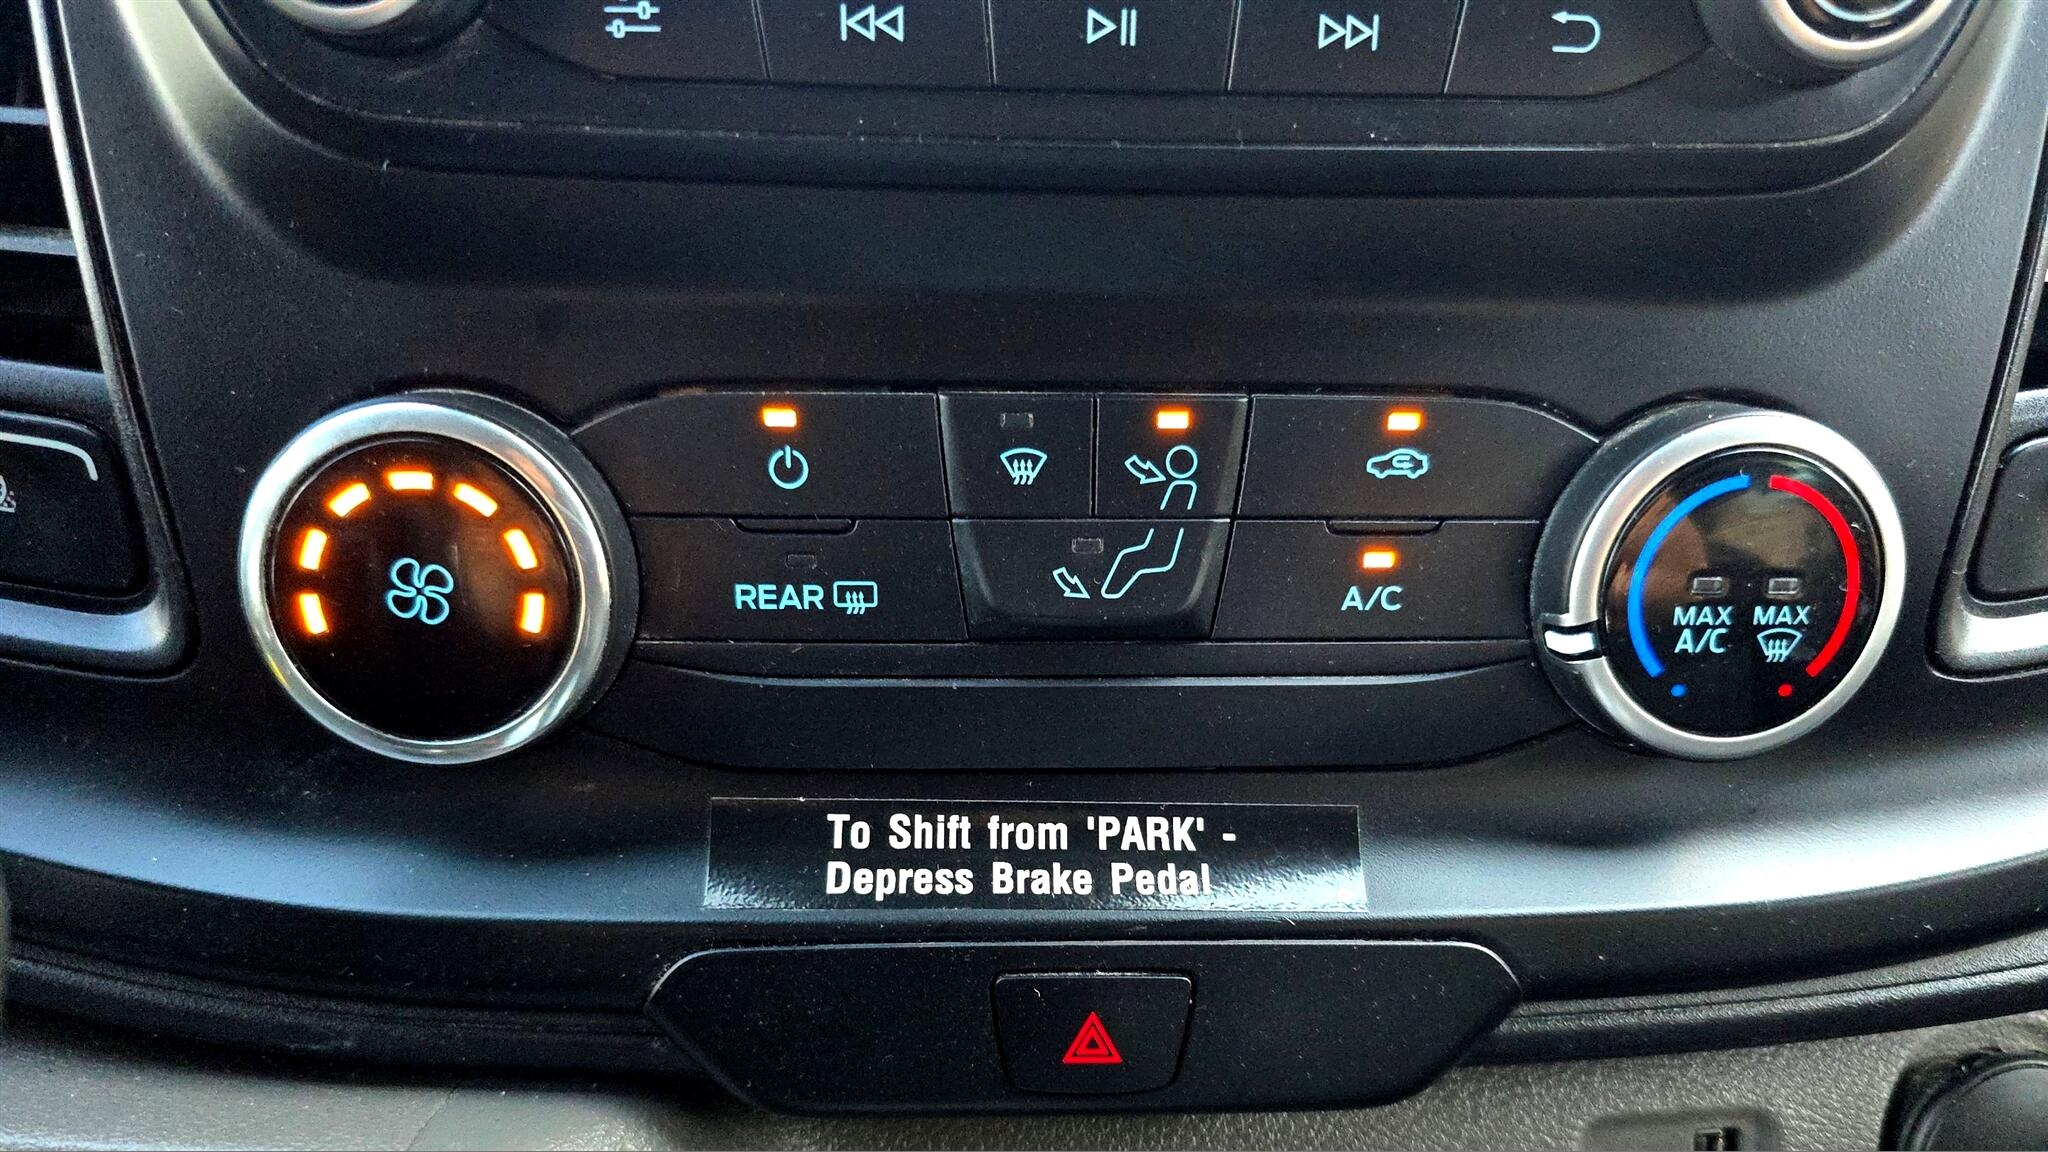 REAR
A/C
MAX
A/C
MAX
To Shift from 'PARK' -
Depress Brake Pedal